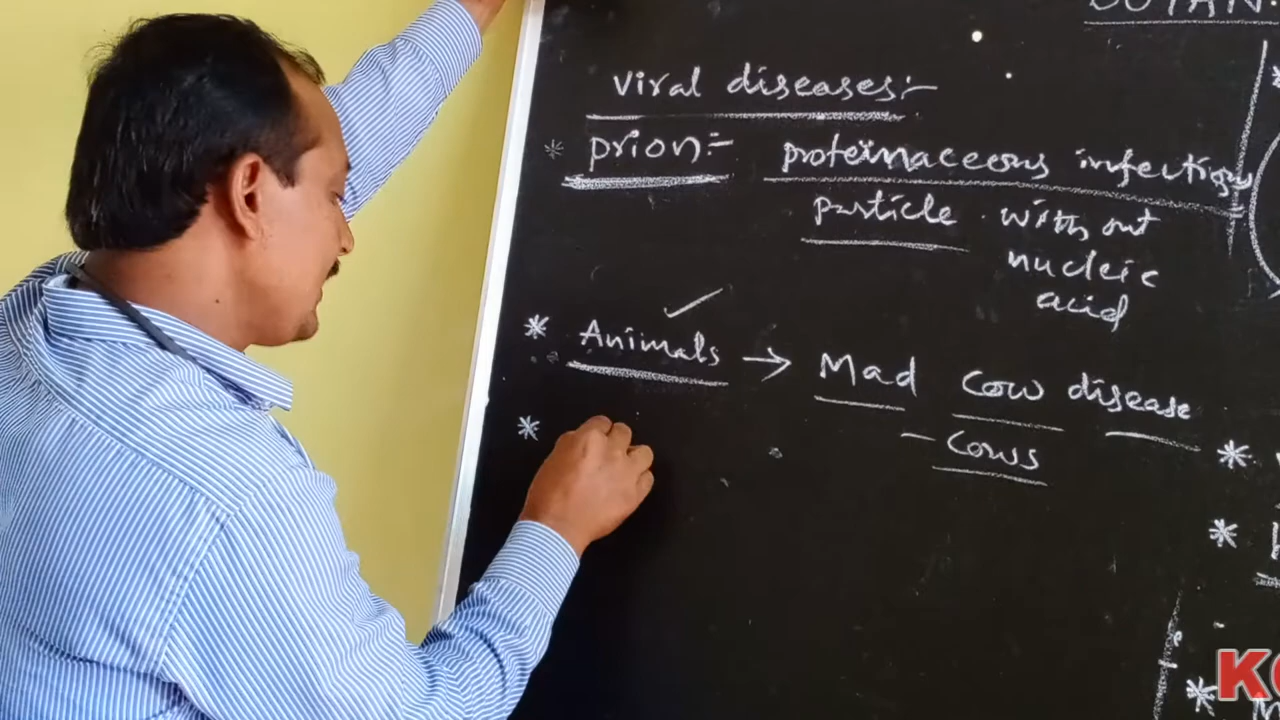 viral diseases:-
* prion:- proteinaceous infectious
particle without
nucleic
acid
* Animals → Mad Cow disease
- Cows
*
*
*
*